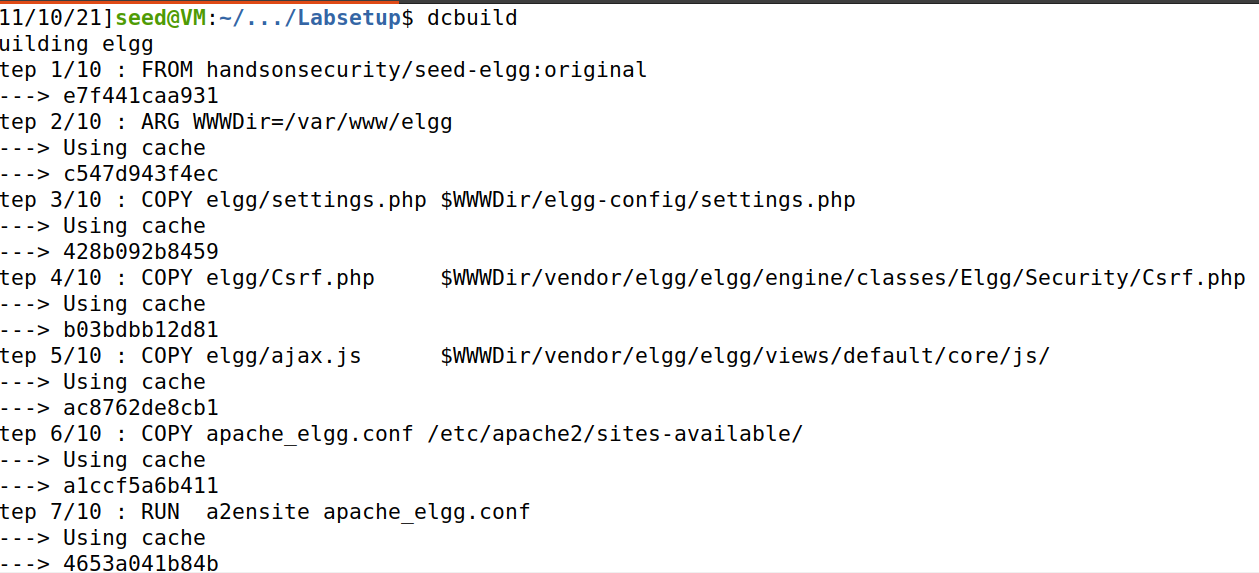 11/10/21]seed@VM:~/.../Labsetup$ dcbuild
uilding elgg
tep 1/10 : FROM handsonsecurity/seed-elgg:original
---> e7f441caa931
tep 2/10 : ARG WWWDir=/var/www/elgg
---> Using cache
---> c547d943f4ec
tep 3/10 : COPY elgg/settings.php $WWWDir/elgg-config/settings.php
---> Using cache
---> 428b092b8459
tep 4/10 : COPY elgg/Csrf.php     $WWWDir/vendor/elgg/elgg/engine/classes/Elgg/Security/Csrf.php
---> Using cache
---> b03bdbb12d81
tep 5/10 : COPY elgg/ajax.js      $WWWDir/vendor/elgg/elgg/views/default/core/js/
---> Using cache
---> ac8762de8cb1
tep 6/10 : COPY apache_elgg.conf /etc/apache2/sites-available/
---> Using cache
---> a1ccf5a6b411
tep 7/10 : RUN  a2ensite apache_elgg.conf
---> Using cache
---> 4653a041b84b